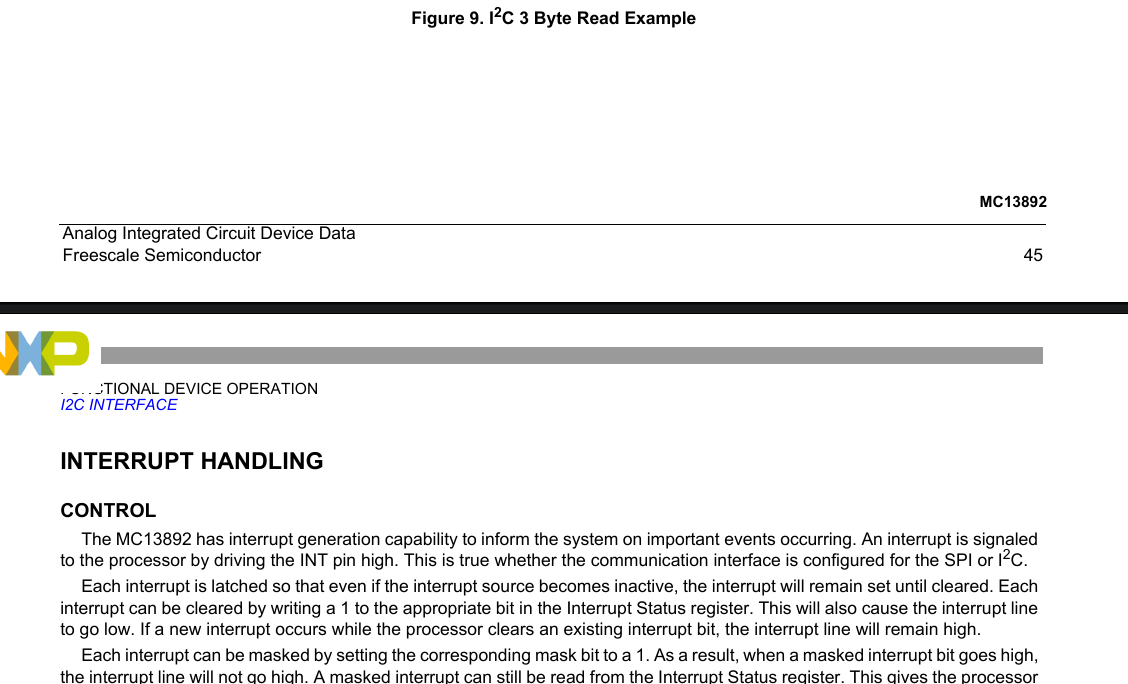 Figure 9. I2C 3 Byte Read Example
MC13892
Analog Integrated Circuit Device Data
Freescale Semiconductor
45
NXP
FUNCTIONAL DEVICE OPERATION
I2C INTERFACE
INTERRUPT HANDLING
CONTROL
The MC13892 has interrupt generation capability to inform the system on important events occurring. An interrupt is signaled
to the processor by driving the INT pin high. This is true whether the communication interface is configured for the SPI or I2C.
Each interrupt is latched so that even if the interrupt source becomes inactive, the interrupt will remain set until cleared. Each
interrupt can be cleared by writing a 1 to the appropriate bit in the Interrupt Status register. This will also cause the interrupt line
to go low. If a new interrupt occurs while the processor clears an existing interrupt bit, the interrupt line will remain high.
Each interrupt can be masked by setting the corresponding mask bit to a 1. As a result, when a masked interrupt bit goes high,
the interrupt line will not go high. A masked interrupt can still be read from the Interrupt Status register. This gives the processor